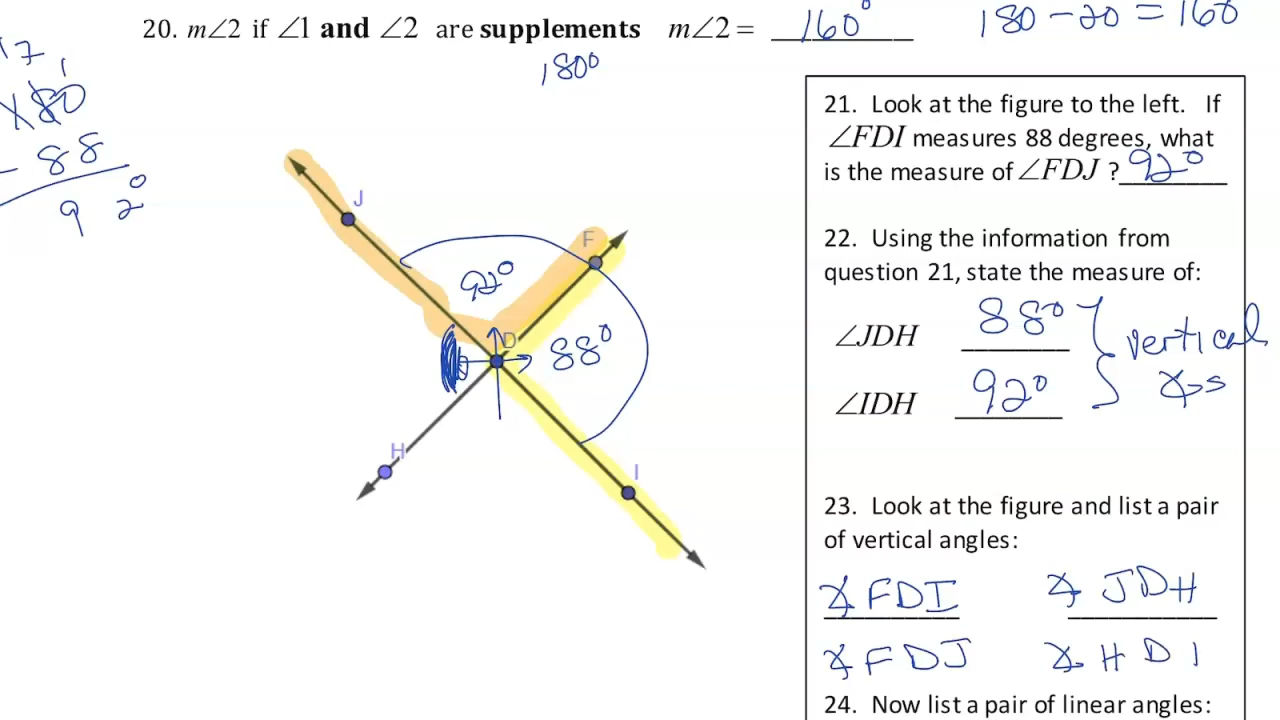 20. m∠2 if ∠1 and ∠2 are supplements m∠2 = 160°
180 - 20 = 160
180°
17 1
180
- 88
92°
21. Look at the figure to the left. If
∠FDI measures 88 degrees, what
is the measure of ∠FDJ ? 92°
22. Using the information from
question 21, state the measure of:
∠JDH 88°
∠IDH 92°
vertical
∡s
23. Look at the figure and list a pair
of vertical angles:
∡ FDI ∡ JDH
∡ FDJ ∡ HDI
24. Now list a pair of linear angles:
J
F
92°
D
88°
H
I